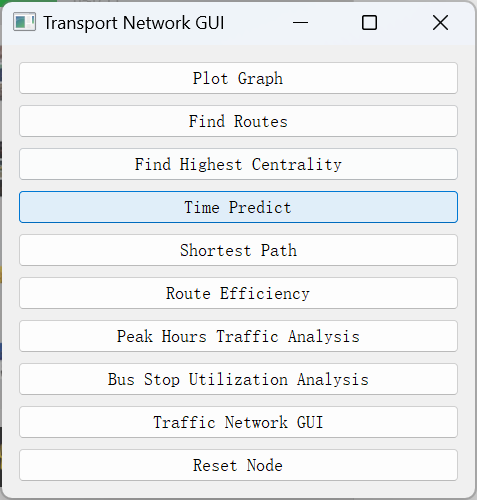 Transport Network GUI
Plot Graph
Find Routes
Find Highest Centrality
Time Predict
Shortest Path
Route Efficiency
Peak Hours Traffic Analysis
Bus Stop Utilization Analysis
Traffic Network GUI
Reset Node